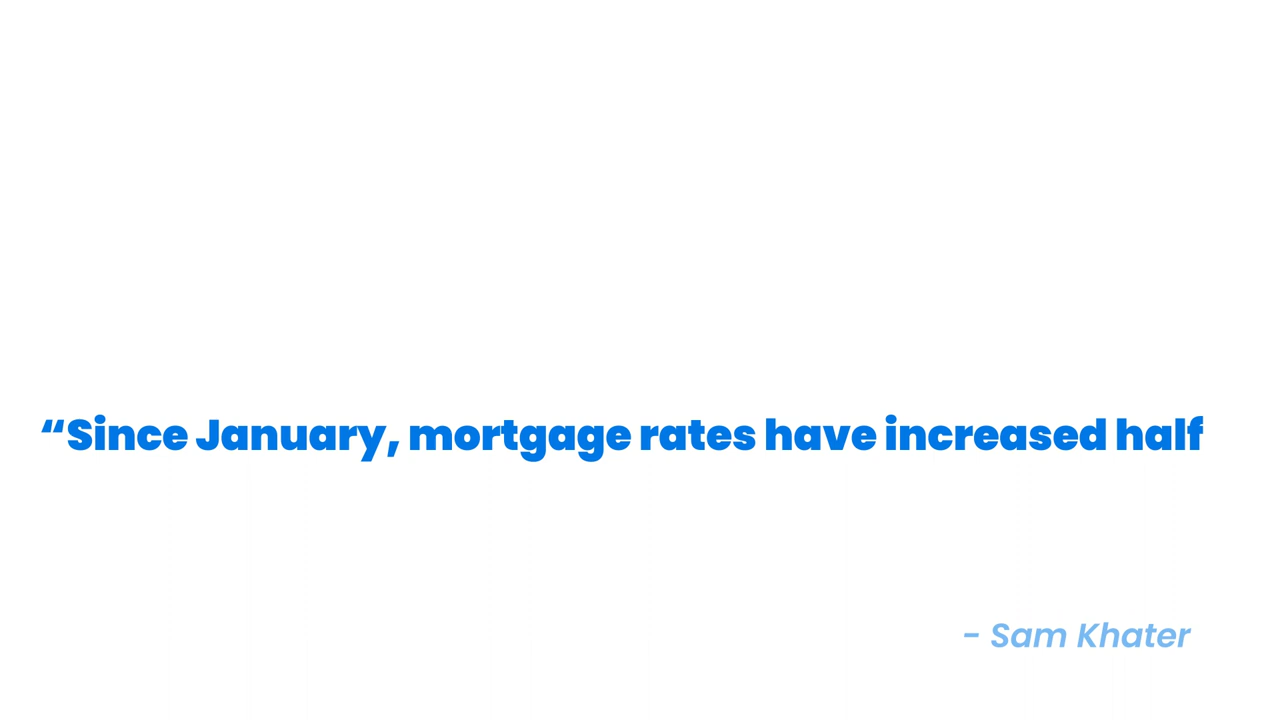 “Since January, mortgage rates have increased half
- Sam Khater